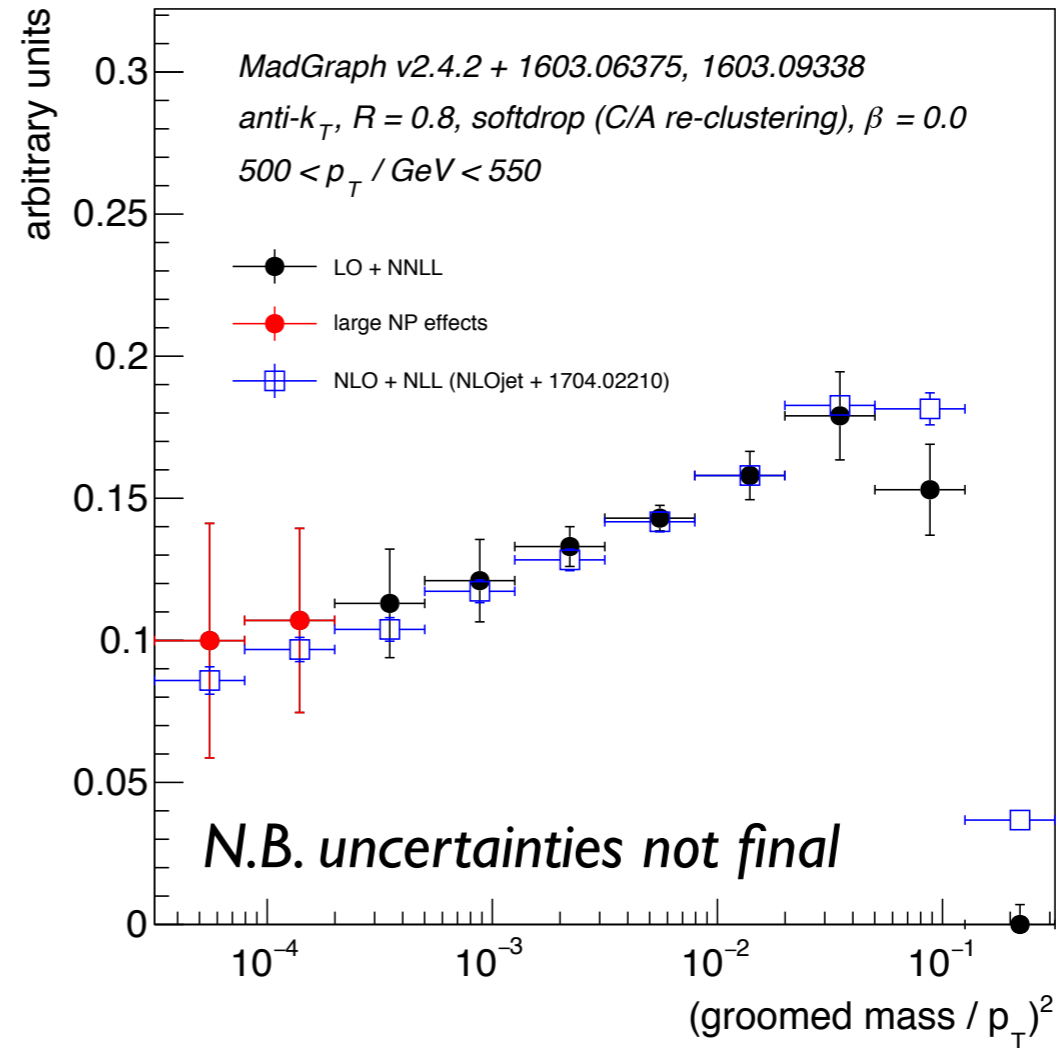 arbitrary units
0.3
0.25
0.2
0.15
0.1
0.05
0
MadGraph v2.4.2 + 1603.06375, 1603.09338
anti-k_T, R = 0.8, softdrop (C/A re-clustering), β = 0.0
500 < p_T / GeV < 550
LO + NNLL
large NP effects
NLO + NLL (NLOjet + 1704.02210)
N.B. uncertainties not final
10⁻⁴ 10⁻³ 10⁻² 10⁻¹
(groomed mass / p_T)²